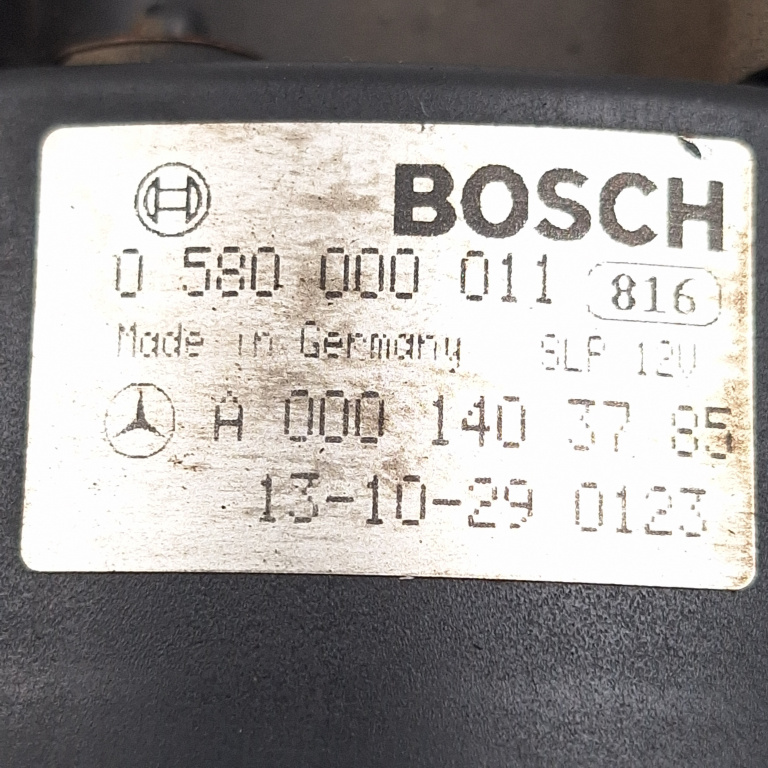 BOSCH
0 580 000 011 816
Made in Germany SLP 12V
A 000 140 37 85
13-10-29 0123